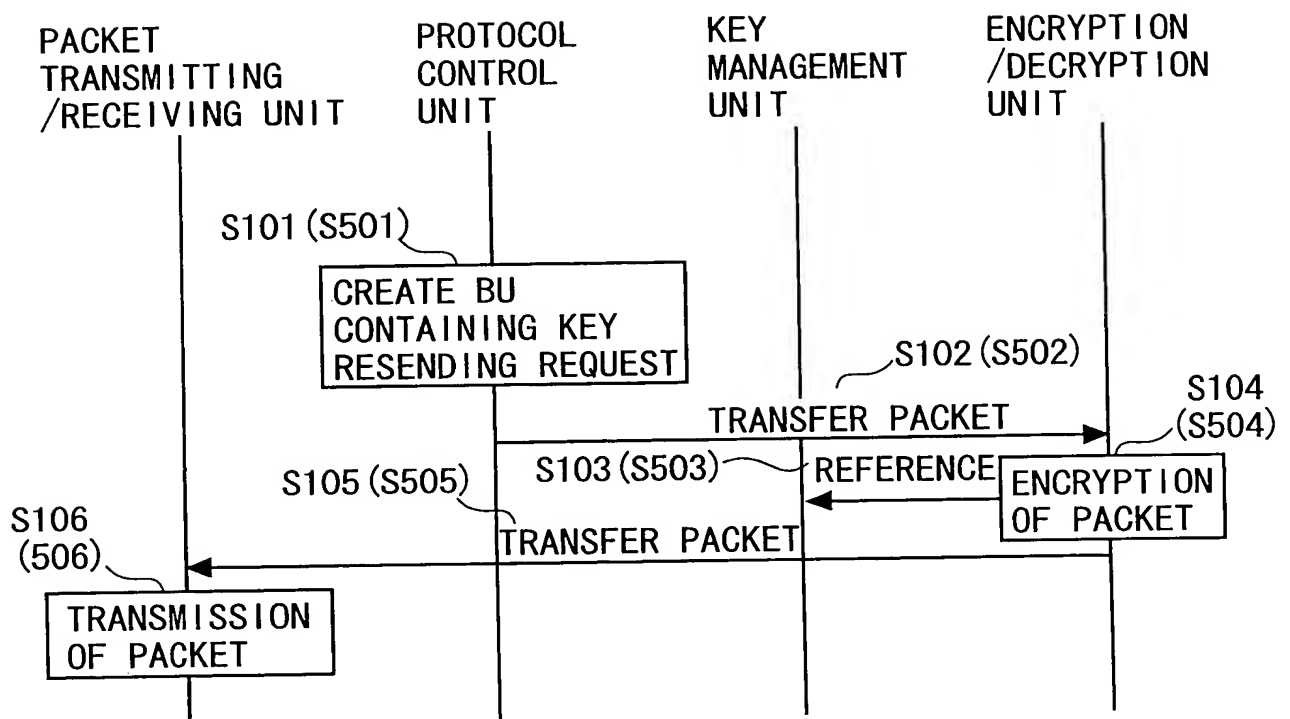 PACKET
TRANSMITTING
/RECEIVING UNIT
PROTOCOL
CONTROL
UNIT
KEY
MANAGEMENT
UNIT
ENCRYPTION
/DECRYPTION
UNIT
S101(S501)
CREATE BU
CONTAINING KEY
RESENDING REQUEST
S102(S502)
TRANSFER PACKET
S104
(S504)
S103(S503)
REFERENCE
ENCRYPTION
OF PACKET
S105(S505)
TRANSFER PACKET
S106
(506)
TRANSMISSION
OF PACKET